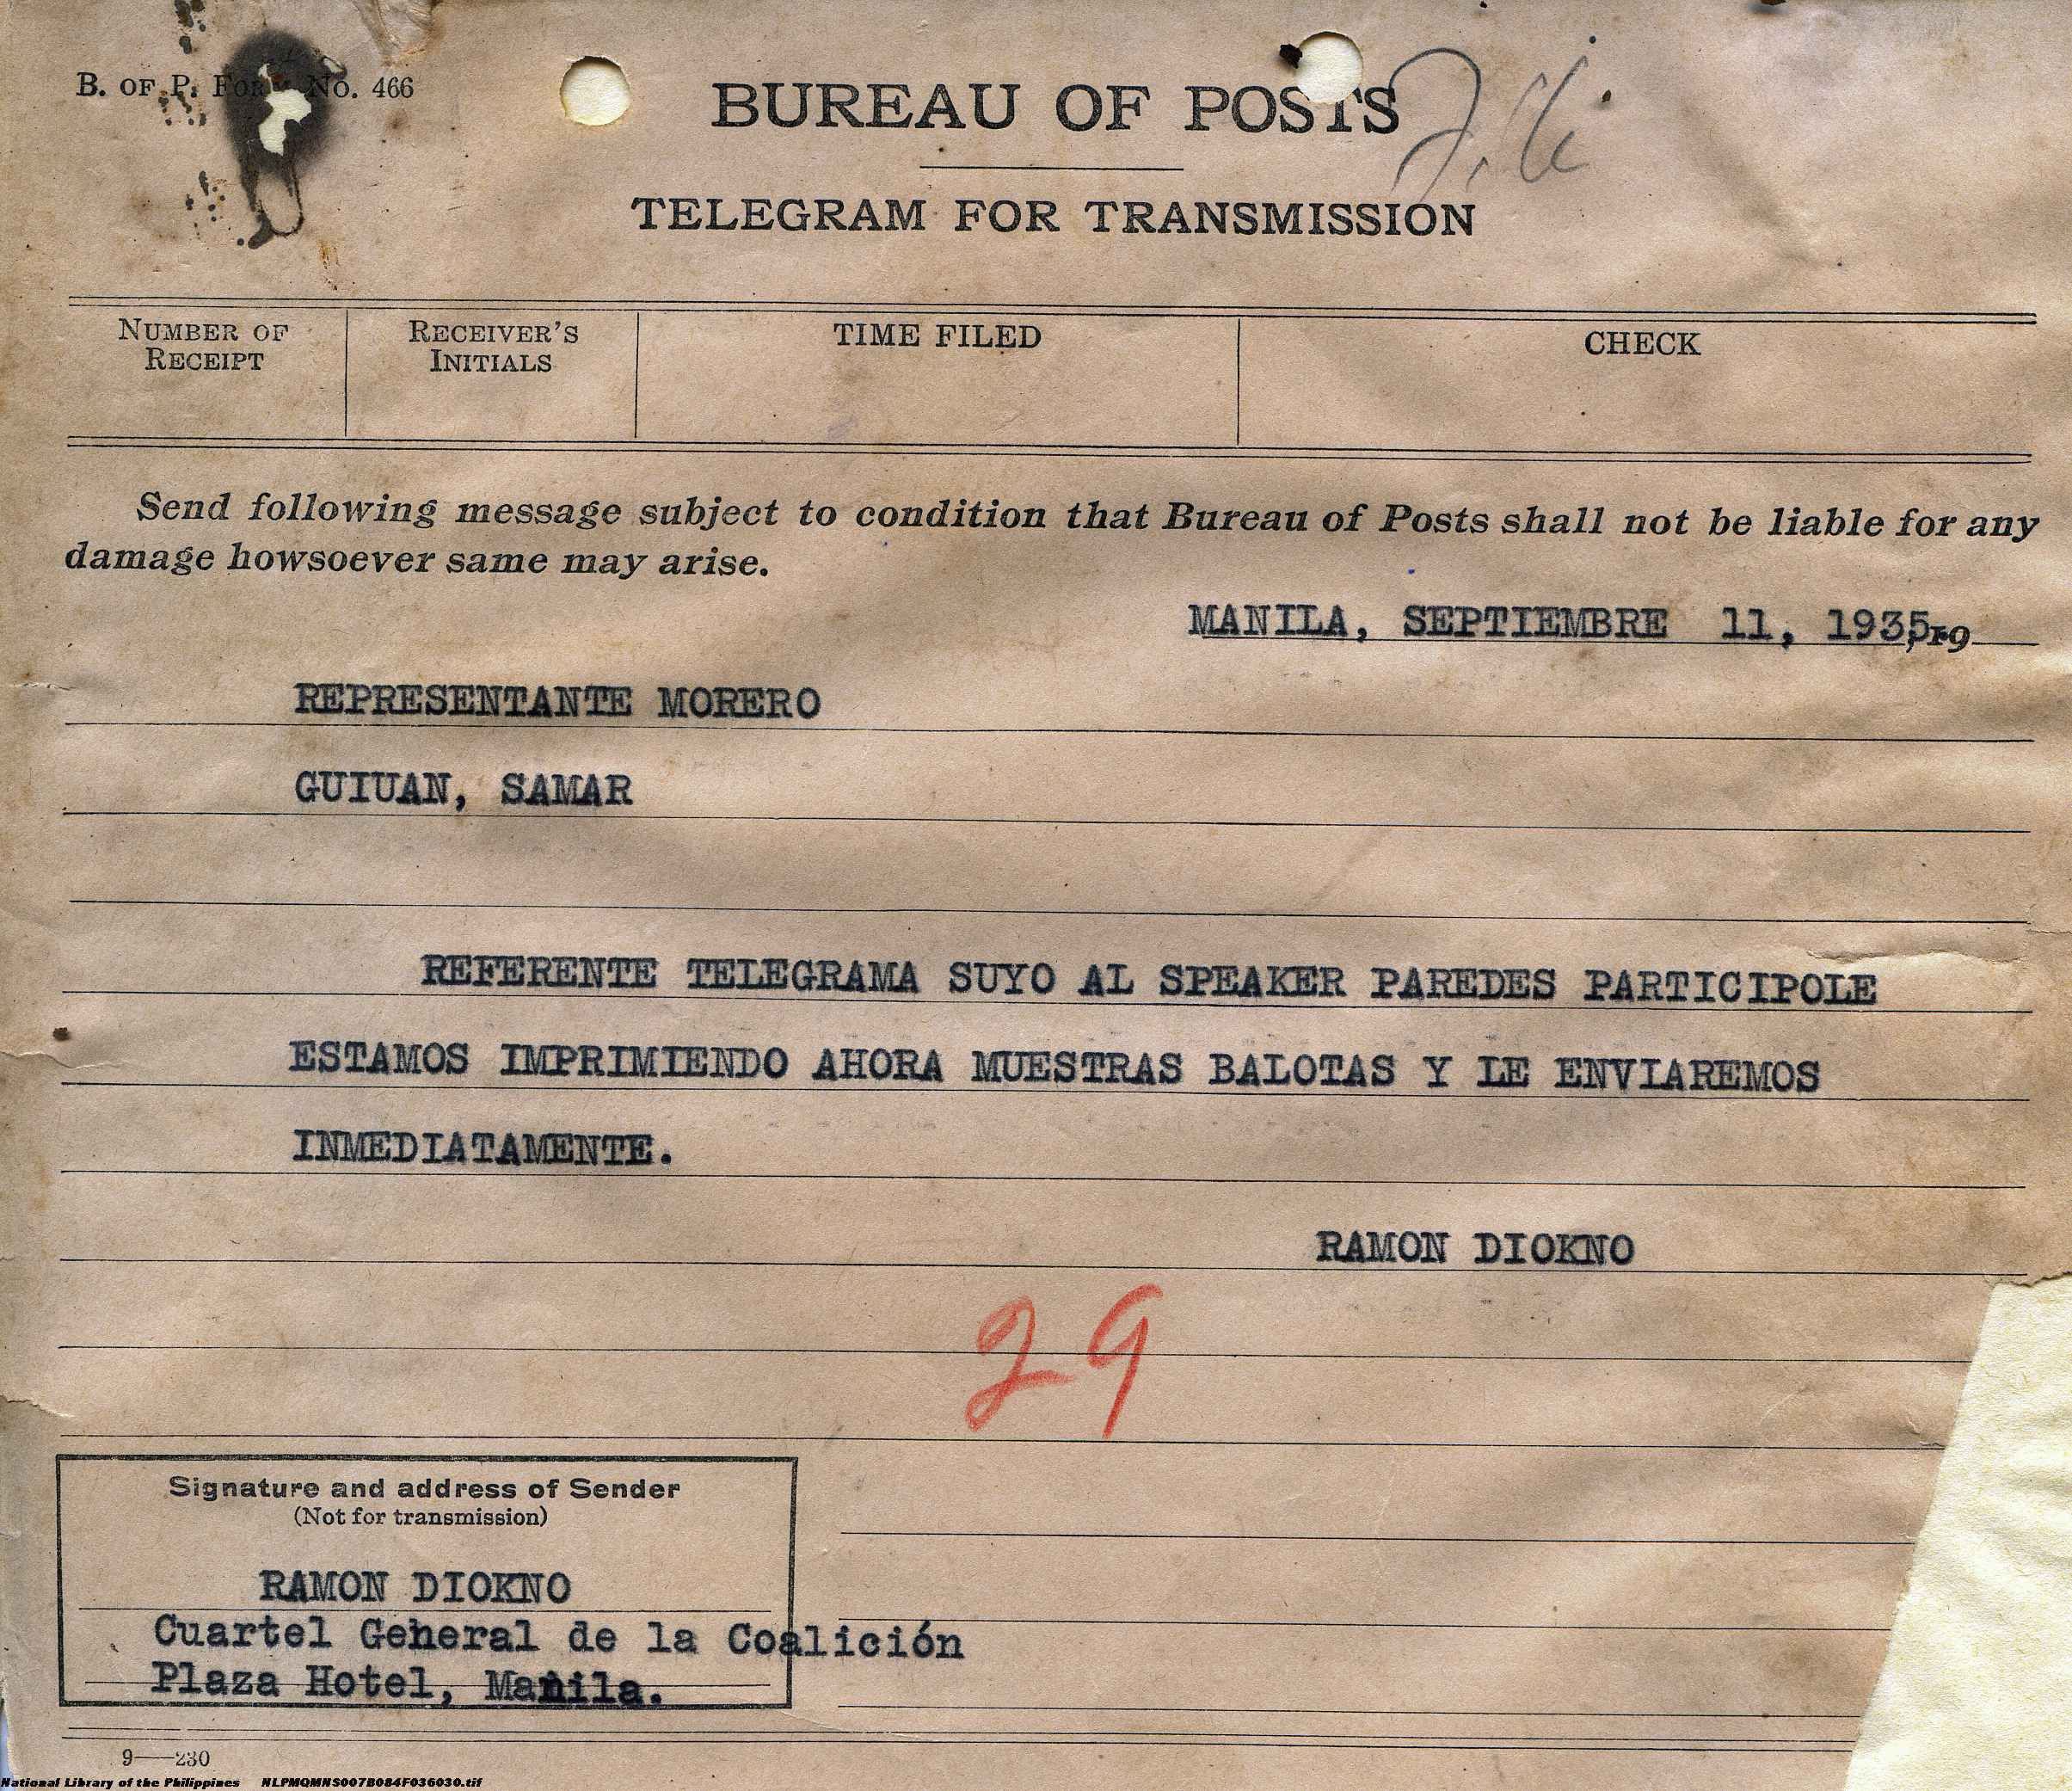 B. OF P. FORM No. 466
BUREAU OF POSTS
TELEGRAM FOR TRANSMISSION
NUMBER OF RECEIPT
RECEIVER'S INITIALS
TIME FILED
CHECK
Send following message subject to condition that Bureau of Posts shall not be liable for any
damage howsoever same may arise.
MANILA, SEPTIEMBRE 11, 1935, 19
REPRESENTANTE MORERO
GUIUAN, SAMAR
REFERENTE TELEGRAMA SUYO AL SPEAKER PAREDES PARTICIPOLE
ESTAMOS IMPRIMIENDO AHORA MUESTRAS BALOTAS Y LE ENVIAREMOS
INMEDIATAMENTE.
RAMON DIOKNO
29
Signature and address of Sender
(Not for transmission)
RAMON DIOKNO
Cuartel General de la Coalición
Plaza Hotel, Manila.
9—230
National Library of the Philippines NLPMQMNS007B084F036030.tif